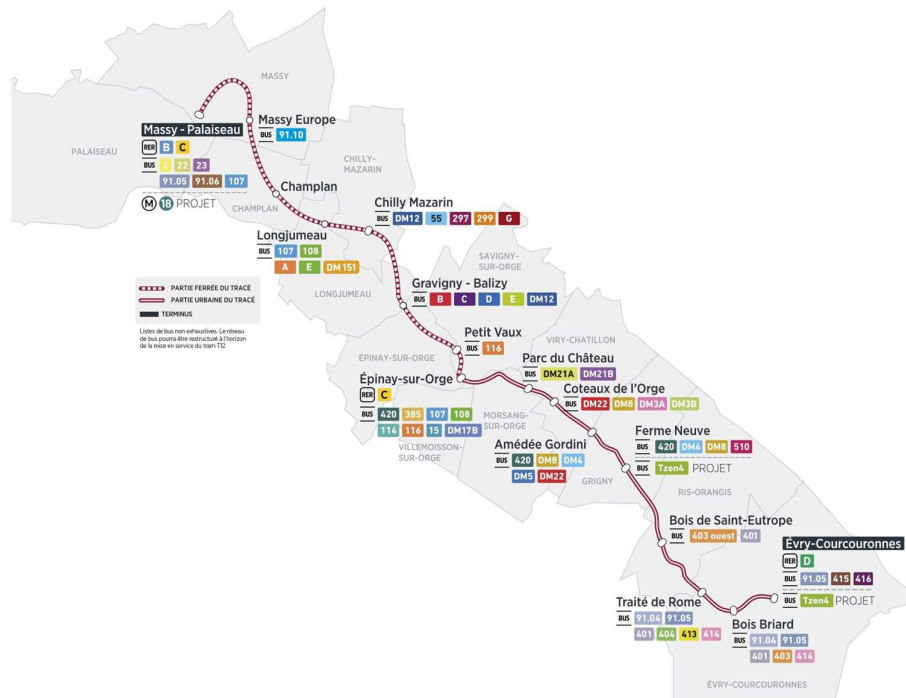 MASSY
Massy - Palaiseau
RER B C
BUS 2 22 23
91.05 91.06 107
M 18 PROJET
Massy Europe
BUS 91.10
PALAISEAU
CHILLY-
MAZARIN
Champlan
CHAMPLAN
Chilly Mazarin
BUS DM12 55 297 299 G
Longjumeau
BUS 107 108
A E DM 151
SAVIGNY-
SUR-ORGE
PARTIE FERRÉE DU TRACÉ
PARTIE URBAINE DU TRACÉ
TERMINUS
Listes de bus non exhaustives. Le réseau
de bus pourra être restructuré à l'horizon
de la mise en service du tram T12.
LONGJUMEAU
Gravigny - Balizy
BUS B C D E DM12
Petit Vaux
BUS 116
VIRY-CHATILLON
ÉPINAY-SUR-ORGE
Parc du Château
BUS DM21A DM21B
Épinay-sur-Orge
RER C
BUS 420 385 107 108
114 116 15 DM17B
Coteaux de l'Orge
BUS DM22 DM8 DM3A DM3B
MORSANG-
SUR-ORGE
VILLEMOISSON-
SUR-ORGE
Amédée Gordini
BUS 420 DM8 DM4
DM5 DM22
Ferme Neuve
BUS 420 DM4 DM8 510
BUS Tzen4 PROJET
GRIGNY
RIS-ORANGIS
Bois de Saint-Eutrope
BUS 403 ouest 401
Évry-Courcouronnes
RER D
BUS 91.05 415 416
BUS Tzen4 PROJET
Traité de Rome
BUS 91.04 91.05
401 404 413 414
Bois Briard
BUS 91.04 91.05
401 403 414
ÉVRY-COURCOURONNES